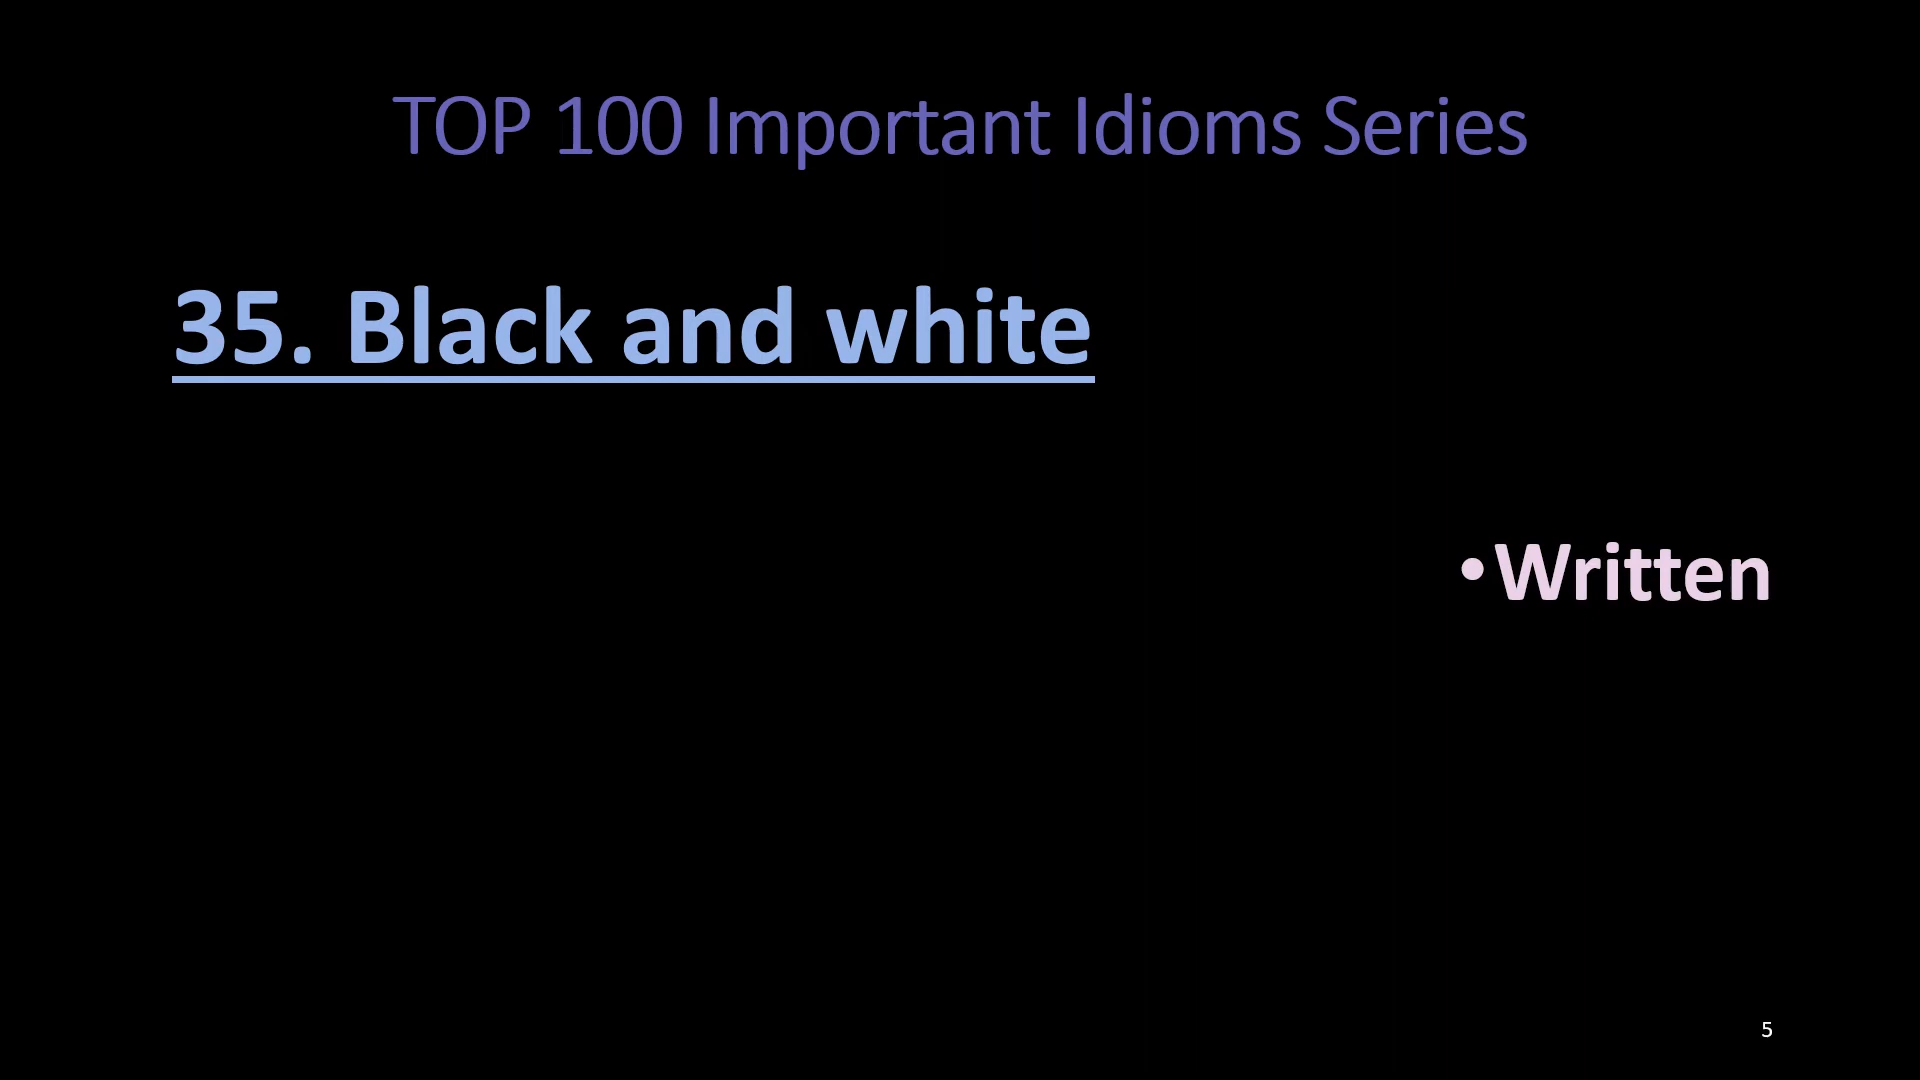 TOP 100 Important Idioms Series
35. Black and white
•Written
5